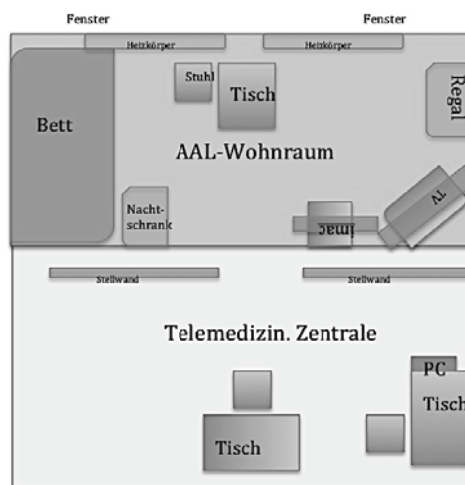 Fenster
Fenster
Heizkörper
Heizkörper
Stuhl
Tisch
Regal
Bett
AAL-Wohnraum
TV
Nacht-
schrank
imac
Stellwand
Stellwand
Telemedizin. Zentrale
PC
Tisch
Tisch